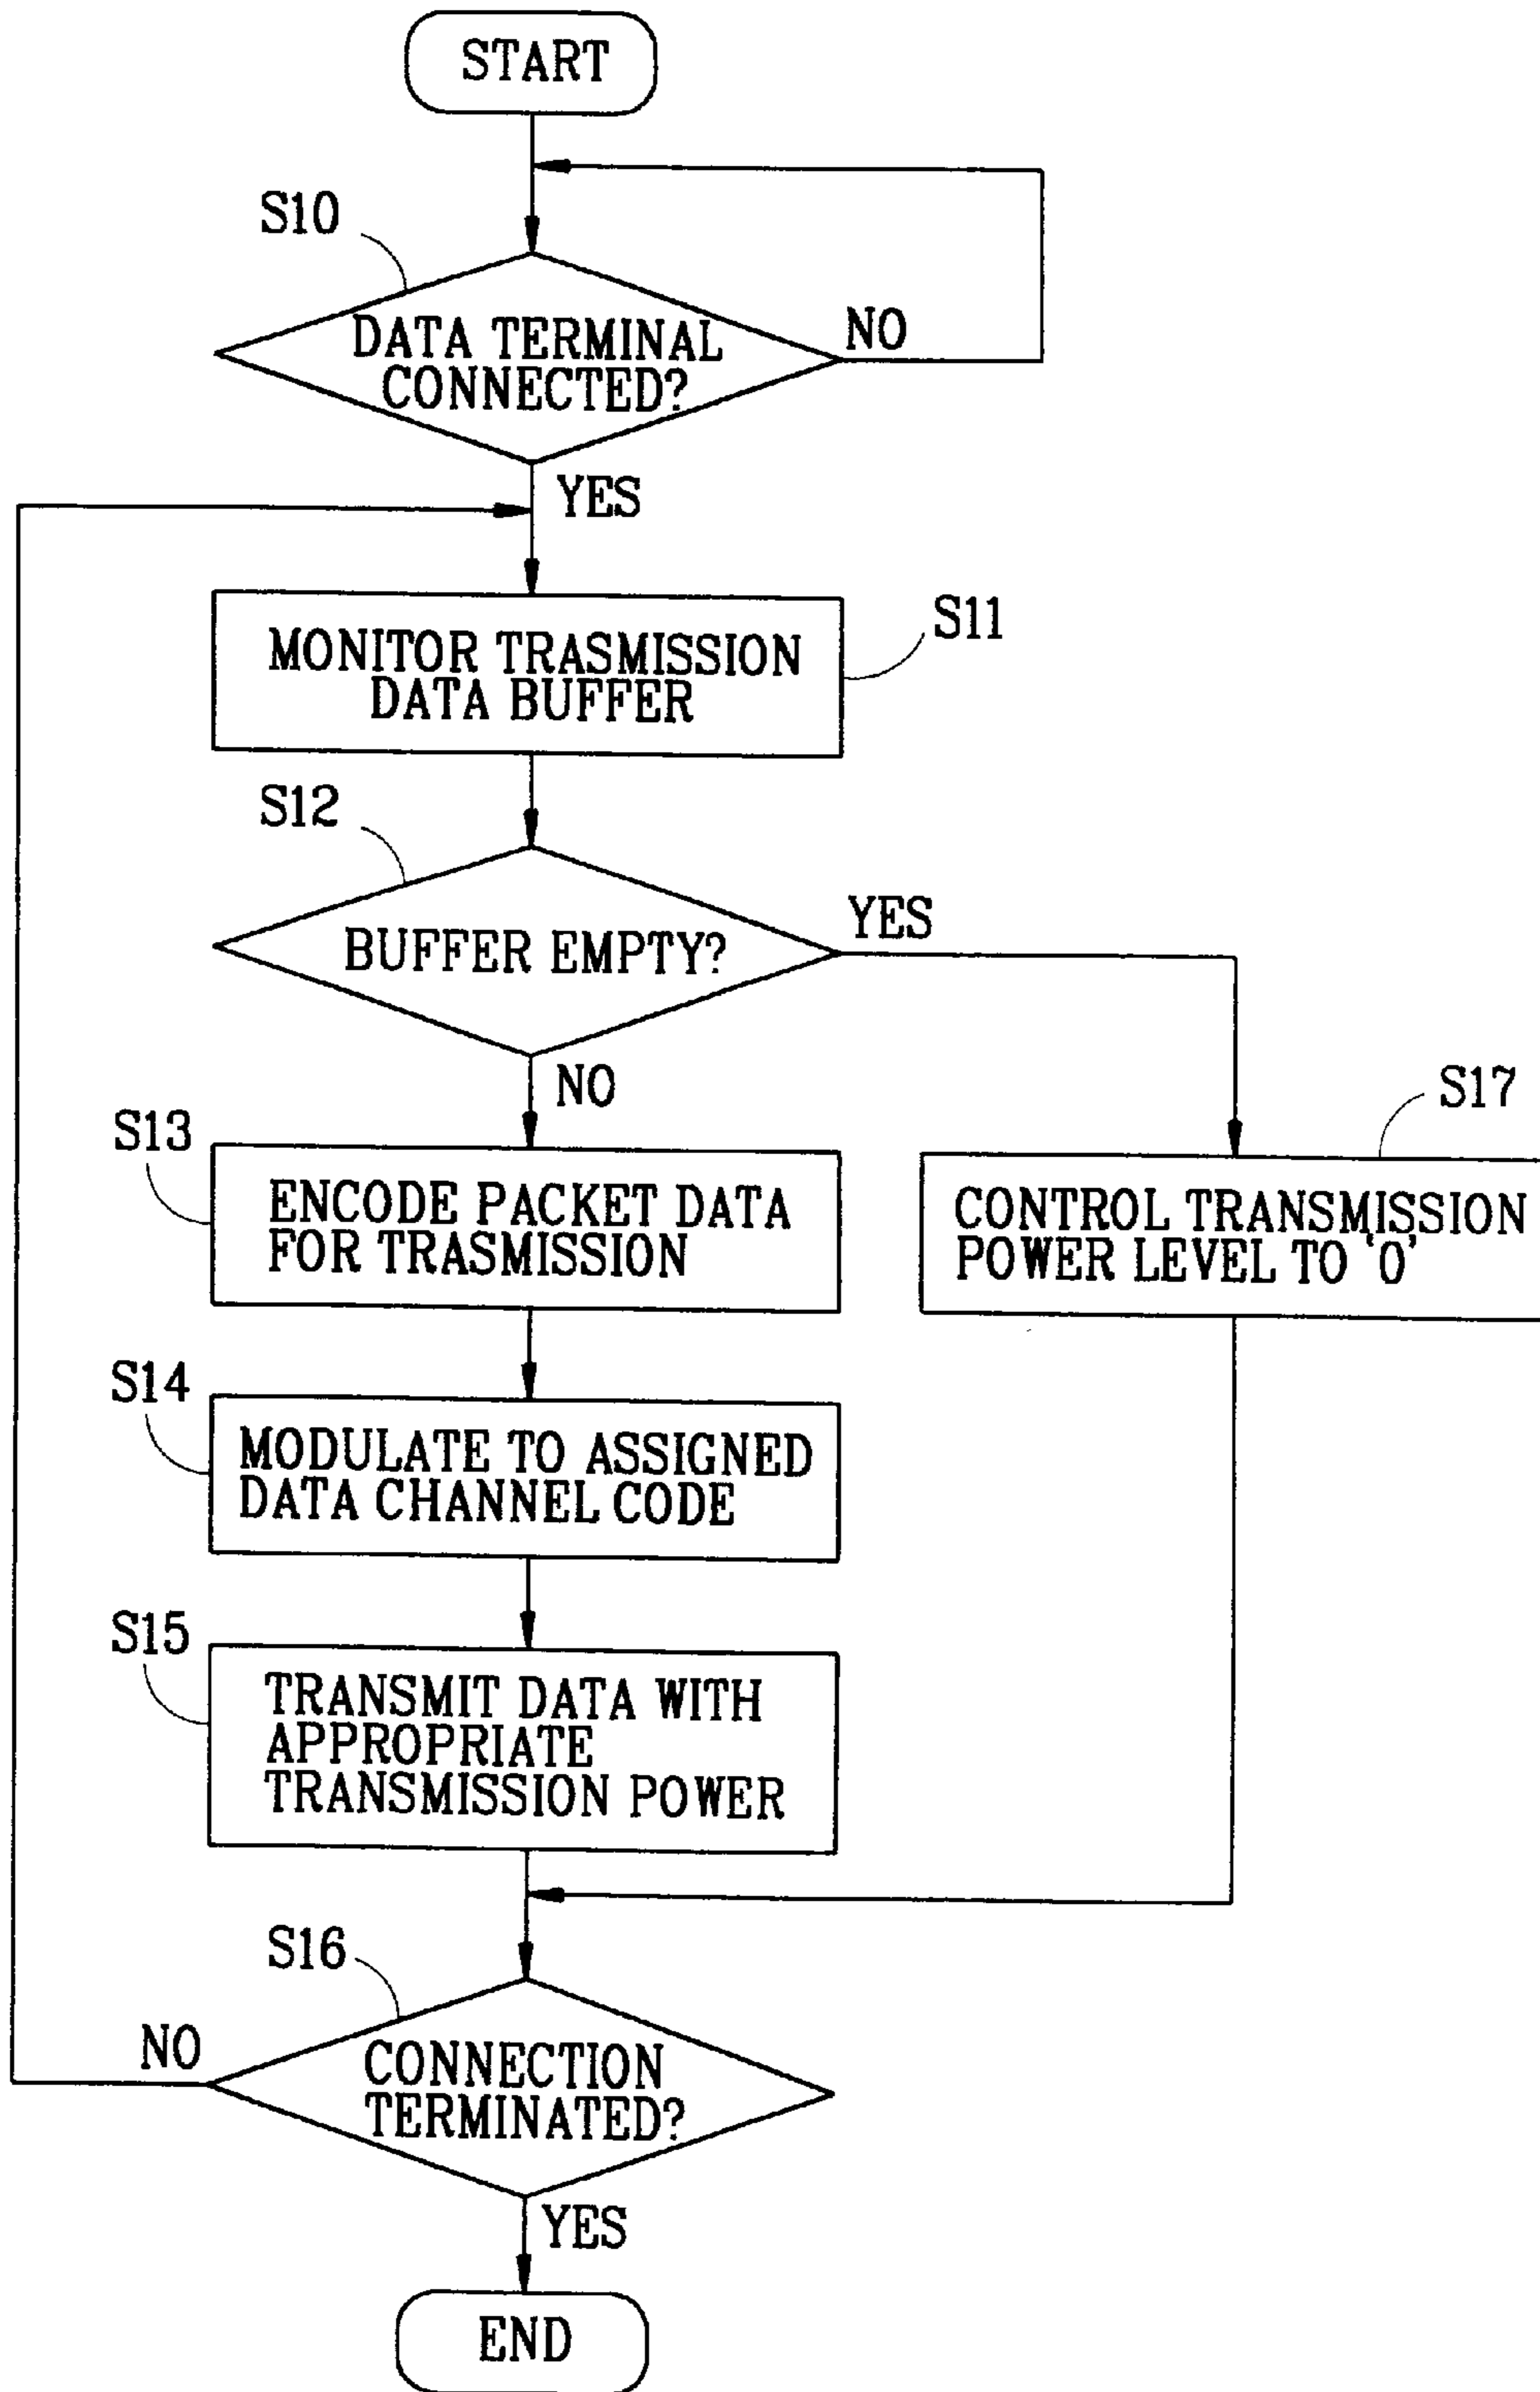 START
S10
DATA TERMINAL
CONNECTED?
NO
YES
MONITOR TRASMISSION
DATA BUFFER
S11
S12
BUFFER EMPTY?
YES
NO
S13
ENCODE PACKET DATA
FOR TRASMISSION
S17
CONTROL TRANSMISSION
POWER LEVEL TO '0'
S14
MODULATE TO ASSIGNED
DATA CHANNEL CODE
S15
TRANSMIT DATA WITH
APPROPRIATE
TRANSMISSION POWER
S16
CONNECTION
TERMINATED?
NO
YES
END